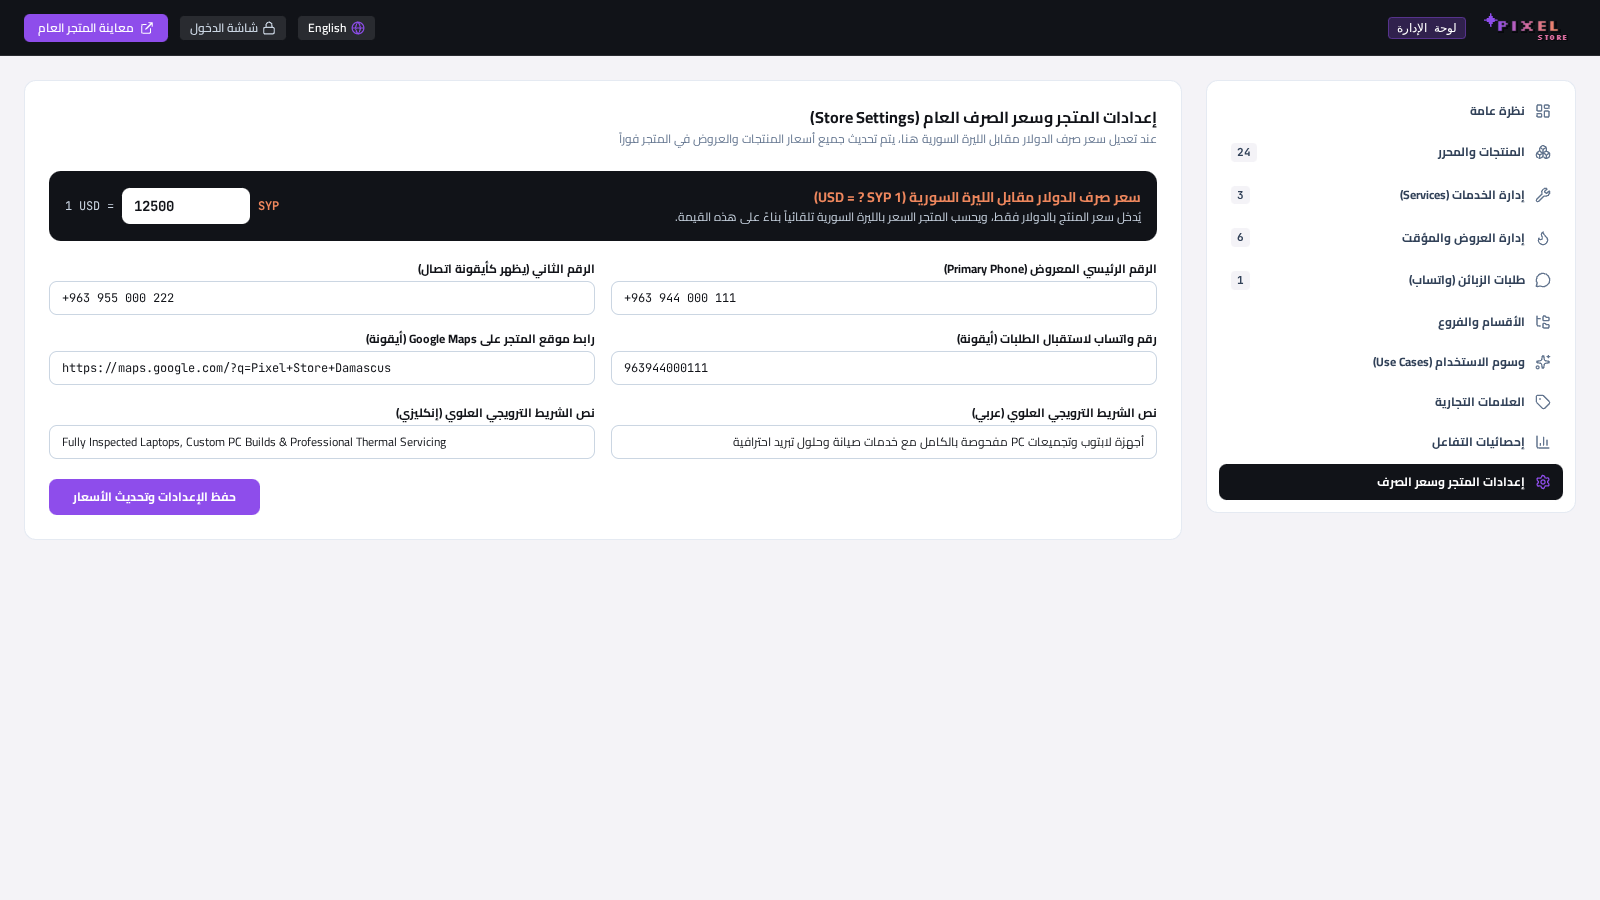 PIXEL
STORE
لوحة الإدارة
English
شاشة الدخول
معاينة المتجر العام
نظرة عامة
المنتجات والمحرر 24
إدارة الخدمات (Services) 3
إدارة العروض والمؤقت 6
طلبات الزبائن (واتساب) 1
الأقسام والفروع
وسوم الاستخدام (Use Cases)
العلامات التجارية
إحصائيات التفاعل
إعدادات المتجر وسعر الصرف
إعدادات المتجر وسعر الصرف العام (Store Settings)
عند تعديل سعر صرف الدولار مقابل الليرة السورية هنا، يتم تحديث جميع أسعار المنتجات والعروض في المتجر فوراً
سعر صرف الدولار مقابل الليرة السورية (1 USD = ? SYP)
يُدخل سعر المنتج بالدولار فقط، ويحسب المتجر السعر بالليرة السورية تلقائياً بناءً على هذه القيمة.
1 USD = 12500 SYP
الرقم الرئيسي المعروض (Primary Phone)
+963 944 000 111
الرقم الثاني (يظهر كأيقونة اتصال)
+963 955 000 222
رقم واتساب لاستقبال الطلبات (أيقونة)
963944000111
رابط موقع المتجر على Google Maps (أيقونة)
https://maps.google.com/?q=Pixel+Store+Damascus
نص الشريط الترويجي العلوي (عربي)
أجهزة لابتوب وتجميعات PC مفحوصة بالكامل مع خدمات صيانة وحلول تبريد احترافية
نص الشريط الترويجي العلوي (إنكليزي)
Fully Inspected Laptops, Custom PC Builds & Professional Thermal Servicing
حفظ الإعدادات وتحديث الأسعار